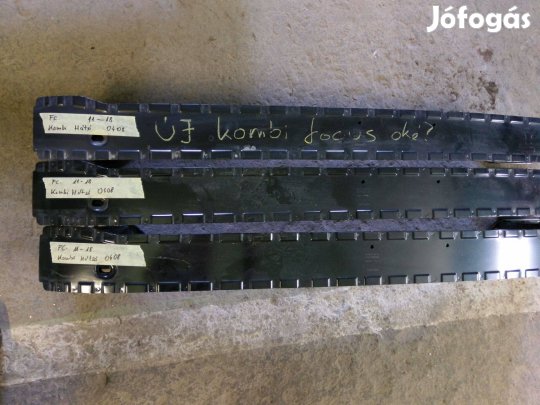 Jófogás
FC 11-18
Kombi Hátsó 0408
ÚJ kombi focus oké?
FC. 11-18
Kombi Hátsó 0408
FC. 11-18
Kombi Hátsó 0408